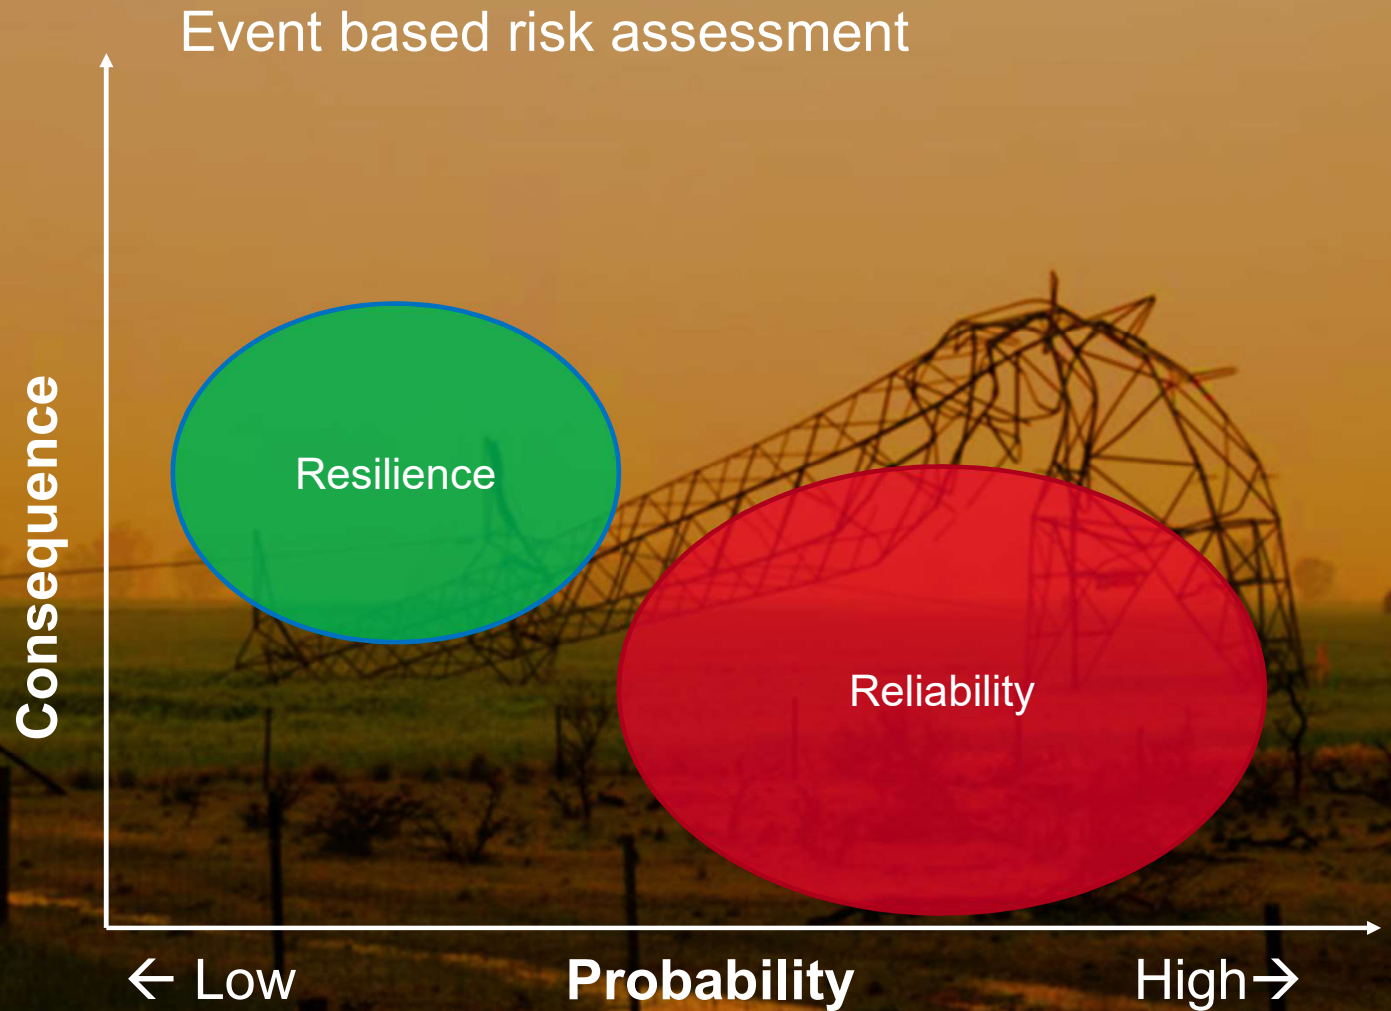 Event based risk assessment
Consequence
Resilience
Reliability
← Low
Probability
High→